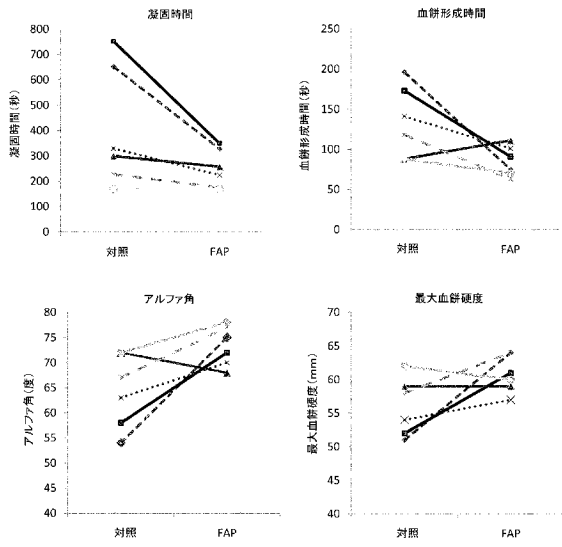 凝固時間
凝固時間(秒)
800
700
600
500
400
300
200
100
0
対照
FAP
血餅形成時間
血餅形成時間(秒)
250
200
150
100
50
0
対照
FAP
アルファ角
アルファ角(度)
80
75
70
65
60
55
50
45
40
対照
FAP
最大血餅硬度
最大血餅硬度(mm)
70
65
60
55
50
45
40
対照
FAP